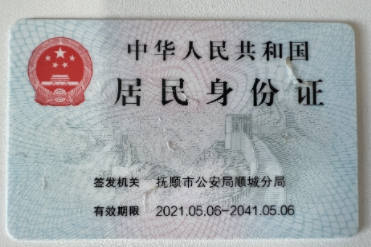 中华人民共和国
居民身份证
签发机关 抚顺市公安局顺城分局
有效期限 2021.05.06-2041.05.06